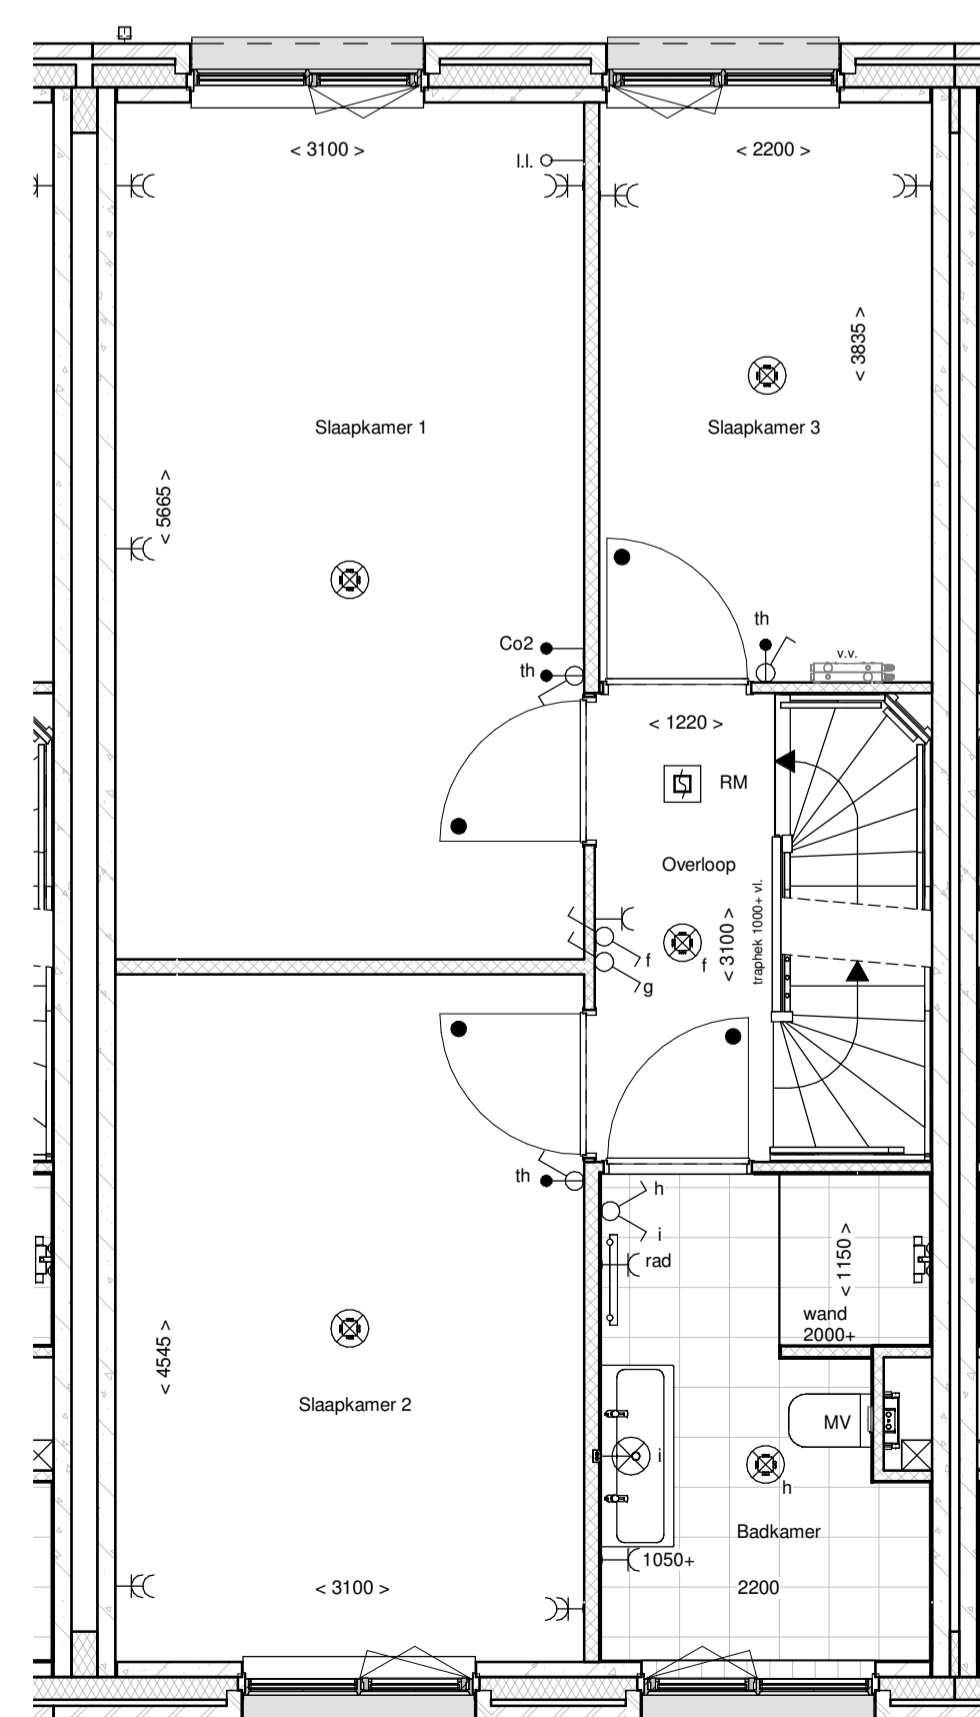 < 3100 >
l.l.
< 2200 >
< 3835 >
Slaapkamer 1
Slaapkamer 3
< 5665 >
Co2
th
th
v.v.
< 1220 >
RM
Overloop
traphek 1000+ vl.
< 3100 >
f
f
g
th
h
i
rad
< 1150 >
wand
2000+
< 4545 >
Slaapkamer 2
MV
i
h
Badkamer
1050+
< 3100 >
2200